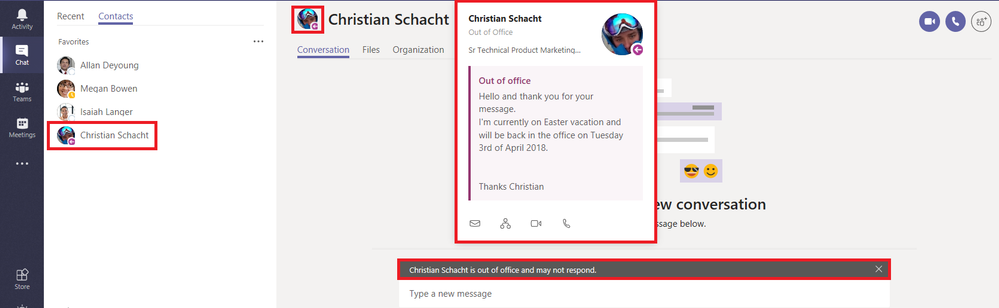 Activity
Chat
Teams
Meetings
Store
Recent Contacts
Favorites
Allan Deyoung
Megan Bowen
Isaiah Langer
Christian Schacht
Christian Schacht
Conversation Files Organization
Christian Schacht
Out of Office
Sr Technical Product Marketing...
Out of office
Hello and thank you for your
message.
I'm currently on Easter vacation and
will be back in the office on Tuesday
3rd of April 2018.
Thanks Christian
ew conversation
ssage below.
Christian Schacht is out of office and may not respond.
Type a new message